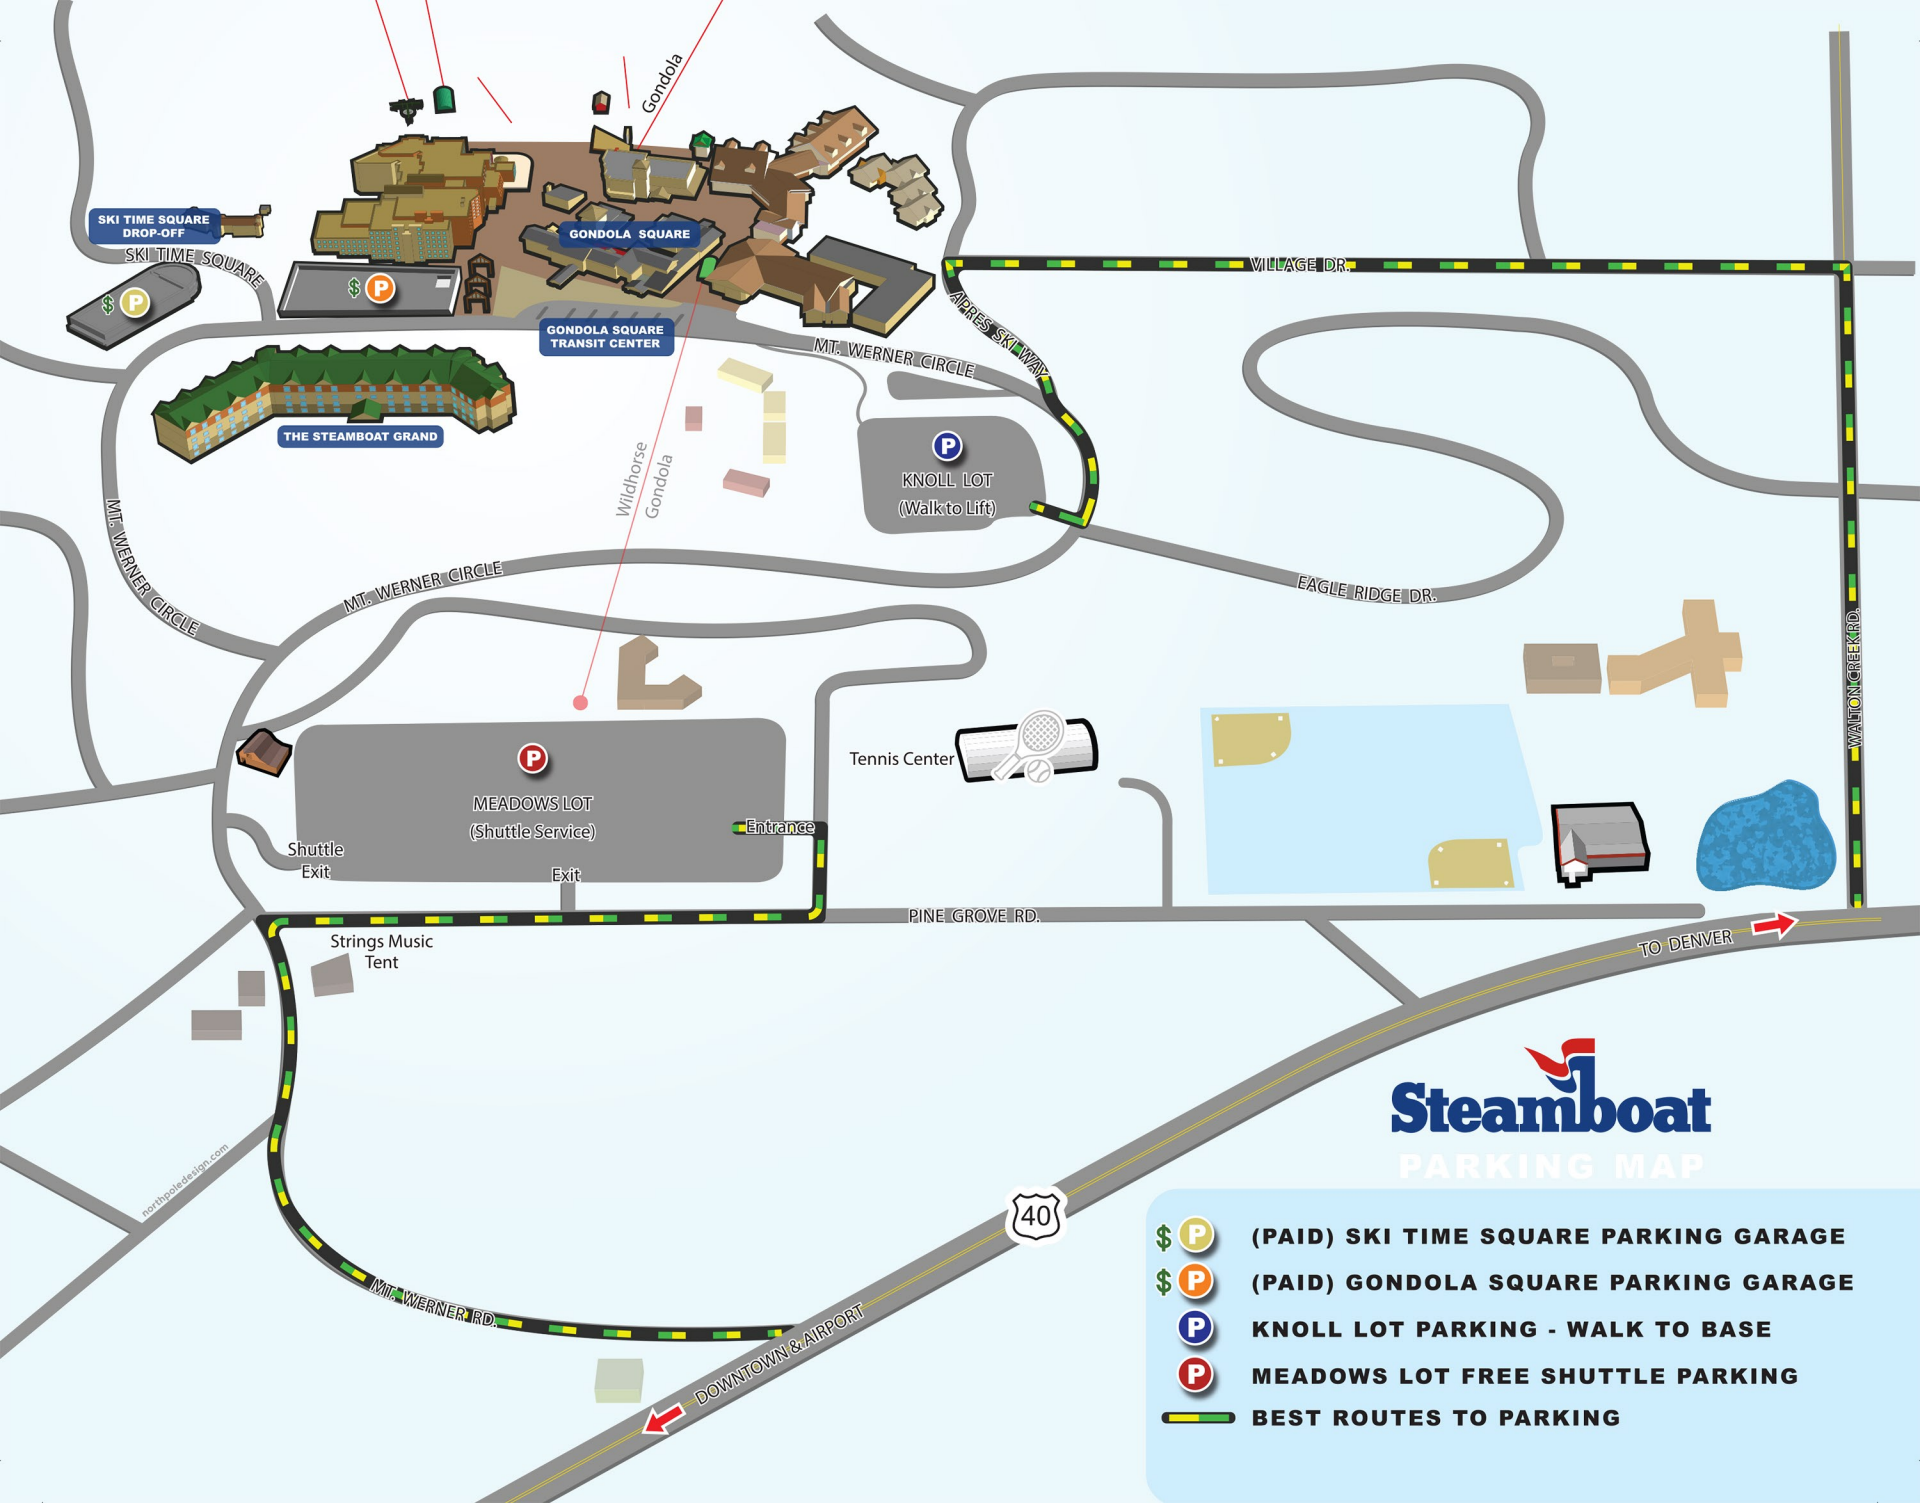 Gondola
SKI TIME SQUARE
DROP-OFF
SKI TIME SQUARE
$ P
$ P
GONDOLA SQUARE
GONDOLA SQUARE
TRANSIT CENTER
VILLAGE DR.
APRES SKI WAY
MT. WERNER CIRCLE
THE STEAMBOAT GRAND
Wildhorse
Gondola
P
KNOLL LOT
(Walk to Lift)
MT. WERNER CIRCLE
MT. WERNER CIRCLE
EAGLE RIDGE DR.
WALTON CREEK RD.
P
MEADOWS LOT
(Shuttle Service)
Entrance
Tennis Center
Shuttle
Exit
Exit
PINE GROVE RD.
Strings Music
Tent
TO DENVER
northpoledesign.com
40
MT. WERNER RD.
DOWNTOWN & AIRPORT
Steamboat
PARKING MAP
$ P (PAID) SKI TIME SQUARE PARKING GARAGE
$ P (PAID) GONDOLA SQUARE PARKING GARAGE
P KNOLL LOT PARKING - WALK TO BASE
P MEADOWS LOT FREE SHUTTLE PARKING
BEST ROUTES TO PARKING